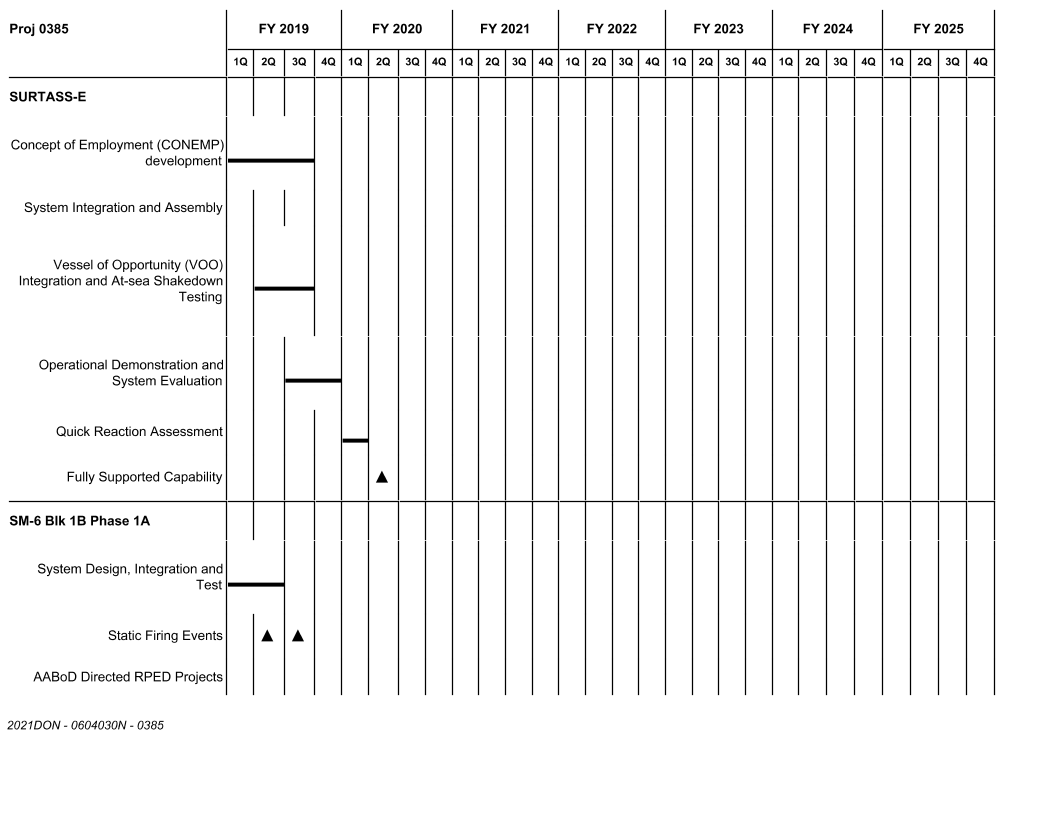 Proj 0385 FY 2019 FY 2020 FY 2021 FY 2022 FY 2023 FY 2024 FY 2025
1Q 2Q 3Q 4Q 1Q 2Q 3Q 4Q 1Q 2Q 3Q 4Q 1Q 2Q 3Q 4Q 1Q 2Q 3Q 4Q 1Q 2Q 3Q 4Q 1Q 2Q 3Q 4Q
SURTASS-E
Concept of Employment (CONEMP)
development
System Integration and Assembly
Vessel of Opportunity (VOO)
Integration and At-sea Shakedown
Testing
Operational Demonstration and
System Evaluation
Quick Reaction Assessment
Fully Supported Capability
SM-6 Blk 1B Phase 1A
System Design, Integration and
Test
Static Firing Events
AABoD Directed RPED Projects
2021DON - 0604030N - 0385